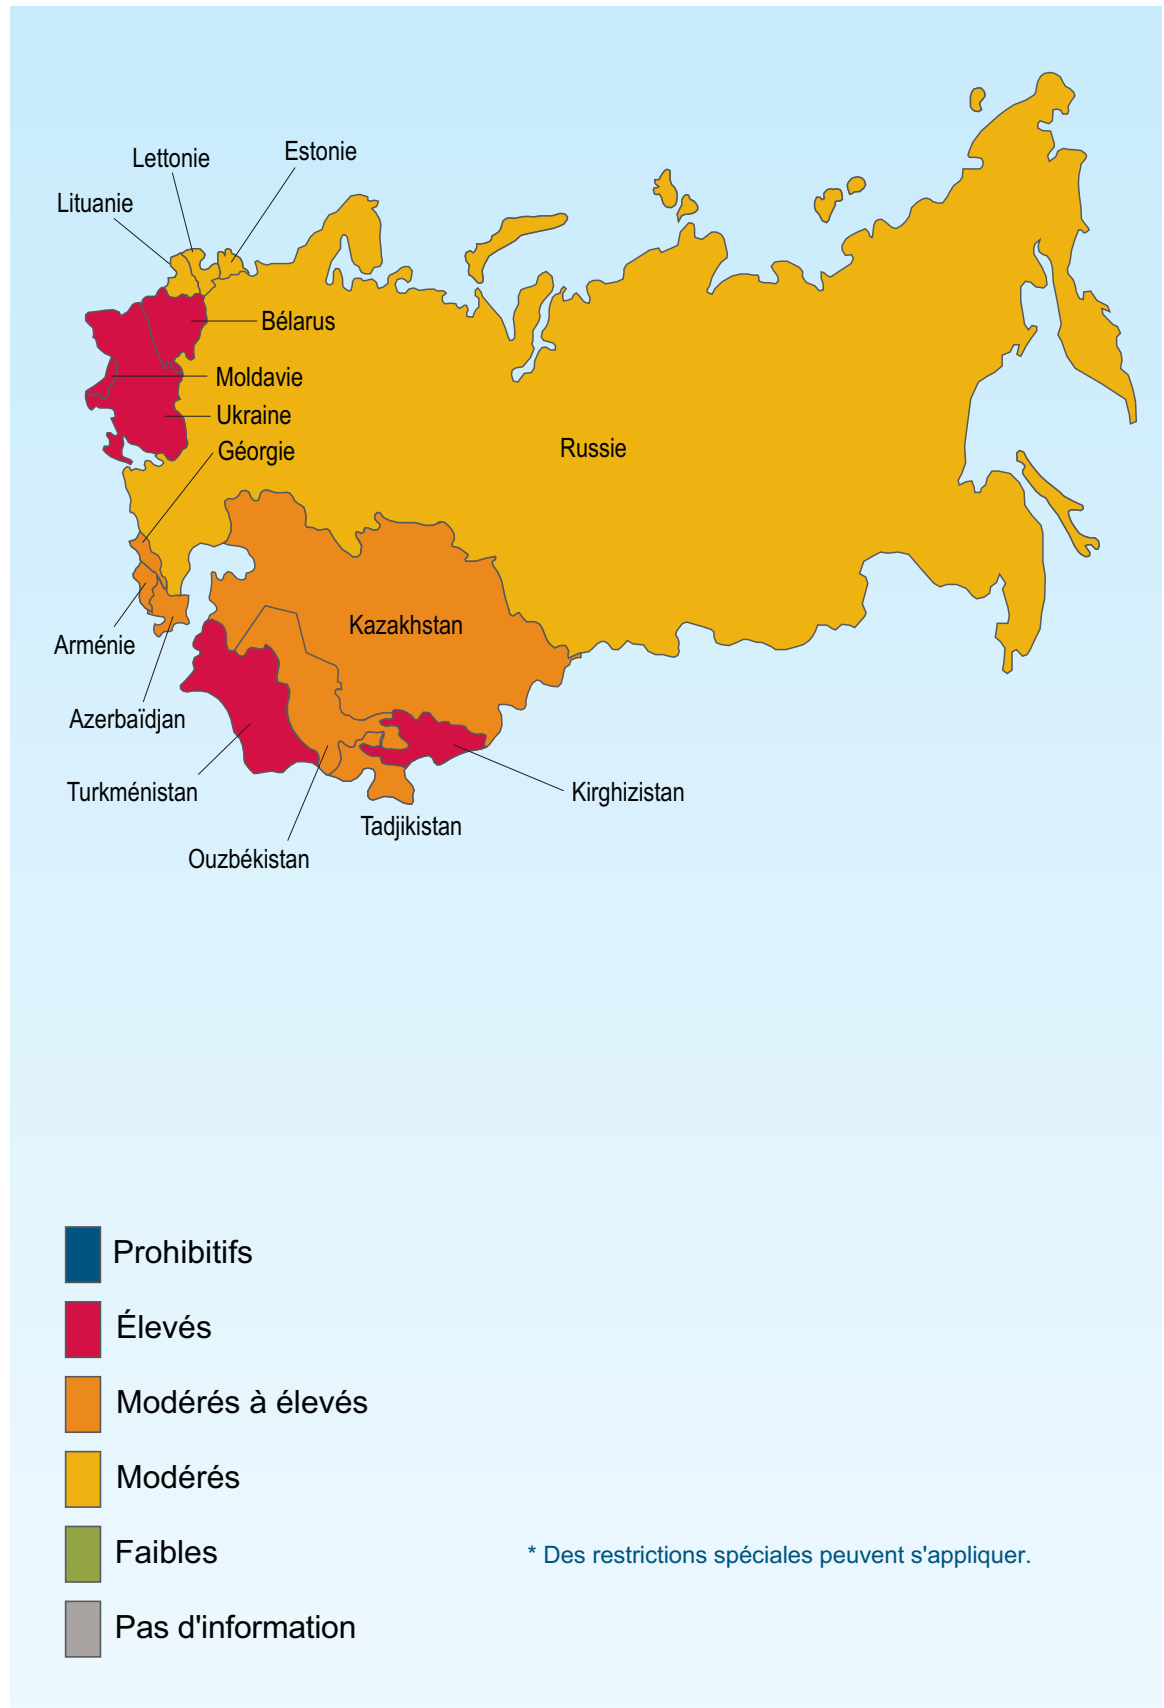 Lettonie
Estonie
Lituanie
Bélarus
Moldavie
Ukraine
Géorgie
Russie
Kazakhstan
Arménie
Azerbaïdjan
Turkménistan
Kirghizistan
Tadjikistan
Ouzbékistan
Prohibitifs
Élevés
Modérés à élevés
Modérés
Faibles
* Des restrictions spéciales peuvent s'appliquer.
Pas d'information